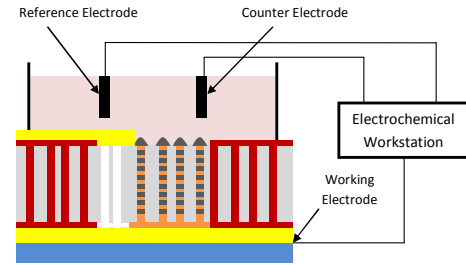 Reference Electrode
Counter Electrode
Electrochemical
Workstation
Working
Electrode